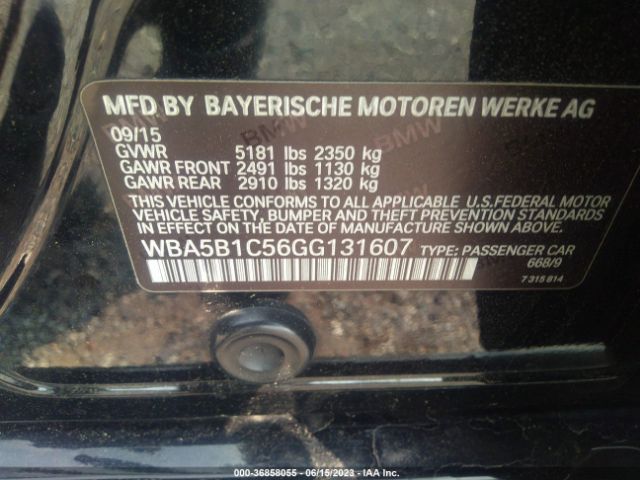 MFD BY BAYERISCHE MOTOREN WERKE AG
09/15
GVWR 5181 lbs 2350 kg
GAWR FRONT 2491 lbs 1130 kg
GAWR REAR 2910 lbs 1320 kg
THIS VEHICLE CONFORMS TO ALL APPLICABLE U.S.FEDERAL MOTOR
VEHICLE SAFETY, BUMPER AND THEFT PREVENTION STANDARDS
IN EFFECT ON THE DATE OF MANUFACTURE SHOWN ABOVE.
WBA5B1C56GG131607 TYPE: PASSENGER CAR
668/9
7 315 814
000-36858055 - 06/15/2023 - IAA Inc.